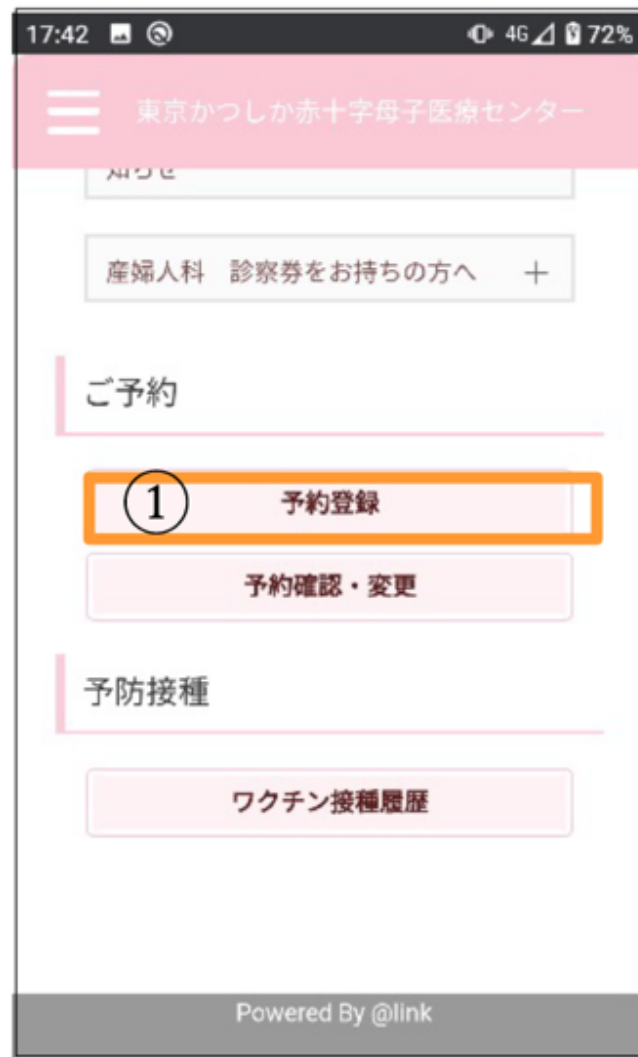 17:42 4G 72%
東京かつしか赤十字母子医療センター
知らせ
産婦人科 診察券をお持ちの方へ +
ご予約
① 予約登録
予約確認・変更
予防接種
ワクチン接種履歴
Powered By @link